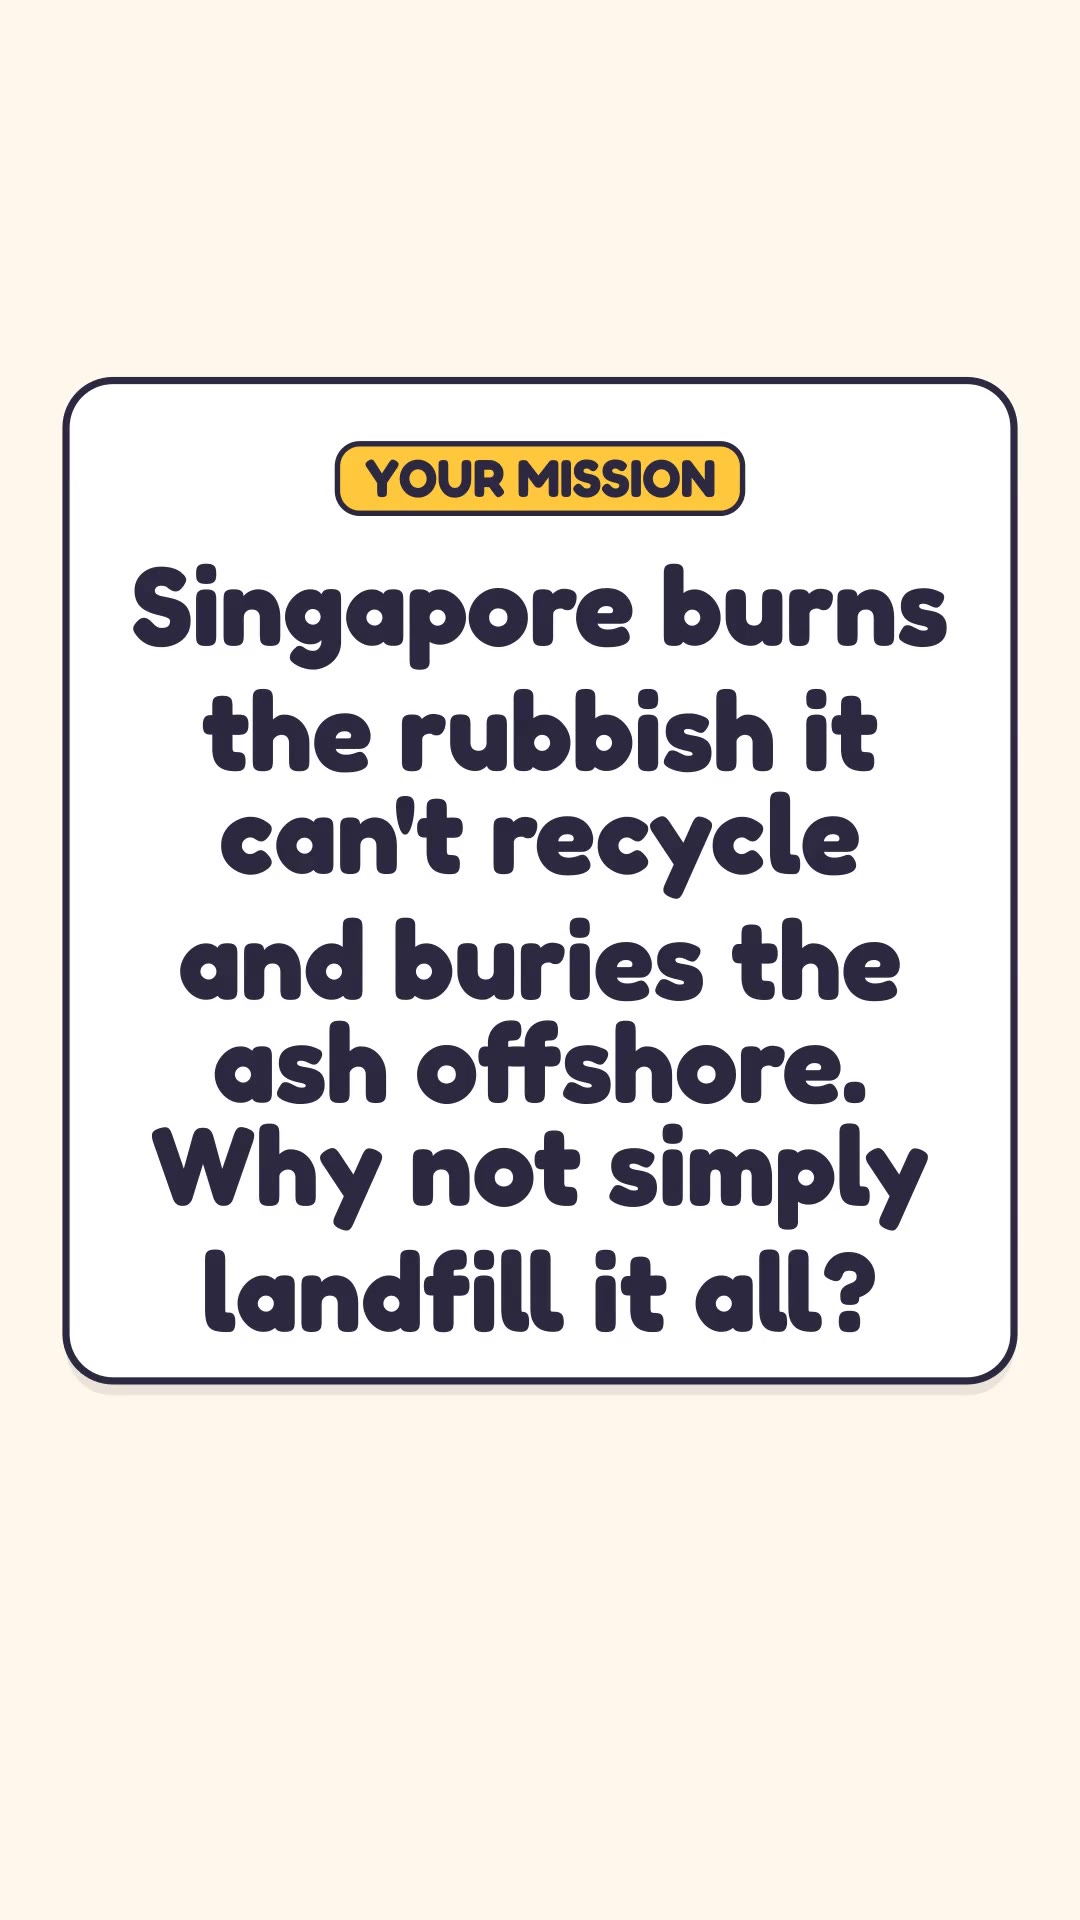 YOUR MISSION
Singapore burns
the rubbish it
can't recycle
and buries the
ash offshore.
Why not simply
landfill it all?